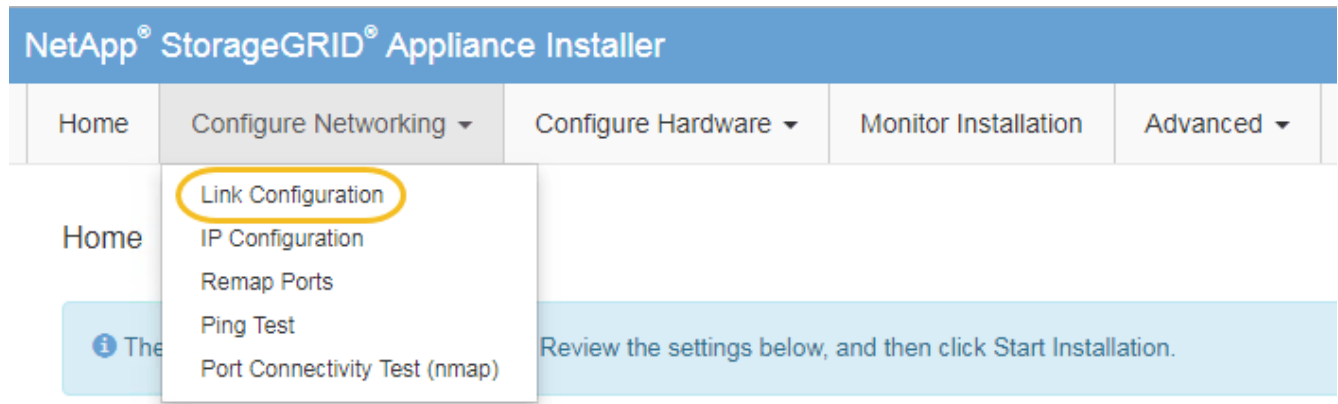 NetApp® StorageGRID® Appliance Installer
Home Configure Networking Configure Hardware Monitor Installation Advanced
Link Configuration
Home
IP Configuration
Remap Ports
Ping Test
The Review the settings below, and then click Start Installation.
Port Connectivity Test (nmap)